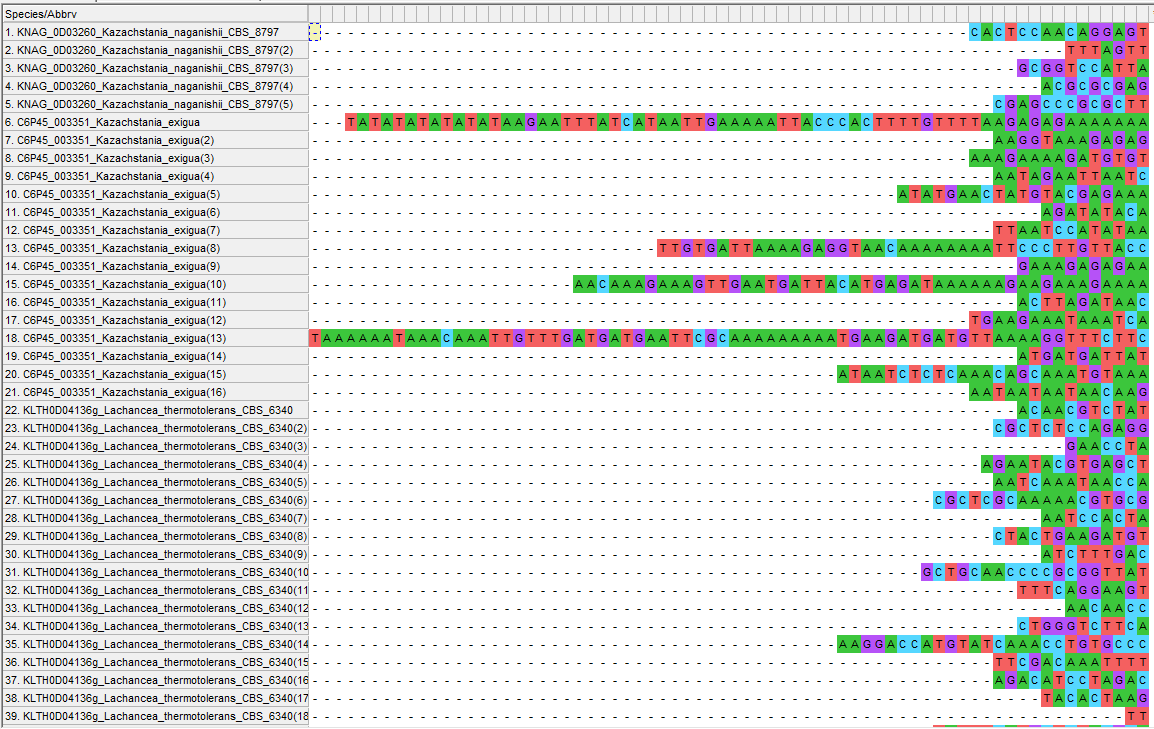 Species/Abbrv
1. KNAG_0D03260_Kazachstania_naganishii_CBS_8797 CACTCCAACAGGAGT
2. KNAG_0D03260_Kazachstania_naganishii_CBS_8797(2) TTTAGTT
3. KNAG_0D03260_Kazachstania_naganishii_CBS_8797(3) GCGGTCCATTA
4. KNAG_0D03260_Kazachstania_naganishii_CBS_8797(4) ACGCGCGAG
5. KNAG_0D03260_Kazachstania_naganishii_CBS_8797(5) CGAGCCCGCGCTT
6. C6P45_003351_Kazachstania_exigua TATATATATATATAAGAATTTATCATAATTGAAAAATTACCCACTTTTGTTTTAAGAGAGAAAAAAA
7. C6P45_003351_Kazachstania_exigua(2) AAGGTAAAGAGAG
8. C6P45_003351_Kazachstania_exigua(3) AAAGAAAAGATGTGT
9. C6P45_003351_Kazachstania_exigua(4) AATAGAATTAATC
10. C6P45_003351_Kazachstania_exigua(5) ATATGAACTATGTACGAGAAA
11. C6P45_003351_Kazachstania_exigua(6) AGATATACA
12. C6P45_003351_Kazachstania_exigua(7) TTAATCCATATAA
13. C6P45_003351_Kazachstania_exigua(8) TTGTGATTAAAAGAGGTAACAAAAAAAATTCCCTTGTTACC
14. C6P45_003351_Kazachstania_exigua(9) GAAAGAGAGAA
15. C6P45_003351_Kazachstania_exigua(10) AACAAAGAAAGTTGAATGATTACATGAGATAAAAAAGAAGAAAGAAAA
16. C6P45_003351_Kazachstania_exigua(11) ACTTAGATAAC
17. C6P45_003351_Kazachstania_exigua(12) TGAAGAAATAAATCA
18. C6P45_003351_Kazachstania_exigua(13) TAAAAAATAAACAAATTGTTTGATGATGAATTCGCAAAAAAAAATGAAGATGATGTTAAAAGGTTTCTTC
19. C6P45_003351_Kazachstania_exigua(14) ATGATGATTAT
20. C6P45_003351_Kazachstania_exigua(15) ATAATCTCTCAAACAGCAAATGTAAA
21. C6P45_003351_Kazachstania_exigua(16) AATAATAATAACAAG
22. KLTH0D04136g_Lachancea_thermotolerans_CBS_6340 ACAACGTCTAT
23. KLTH0D04136g_Lachancea_thermotolerans_CBS_6340(2) CGCTCTCCAGAGG
24. KLTH0D04136g_Lachancea_thermotolerans_CBS_6340(3) GAACCTA
25. KLTH0D04136g_Lachancea_thermotolerans_CBS_6340(4) AGAATACGTGAGCT
26. KLTH0D04136g_Lachancea_thermotolerans_CBS_6340(5) AATCAAATAACCA
27. KLTH0D04136g_Lachancea_thermotolerans_CBS_6340(6) CGCTCGCAAAAACGTGCG
28. KLTH0D04136g_Lachancea_thermotolerans_CBS_6340(7) AATCCACTA
29. KLTH0D04136g_Lachancea_thermotolerans_CBS_6340(8) CTACTGAAGATGT
30. KLTH0D04136g_Lachancea_thermotolerans_CBS_6340(9) ATCTTTGAC
31. KLTH0D04136g_Lachancea_thermotolerans_CBS_6340(10 GCTGCAACCCCGCGGTTAT
32. KLTH0D04136g_Lachancea_thermotolerans_CBS_6340(11 TTTCAGGAAGT
33. KLTH0D04136g_Lachancea_thermotolerans_CBS_6340(12 AACAACC
34. KLTH0D04136g_Lachancea_thermotolerans_CBS_6340(13 CTGGGTCTTCA
35. KLTH0D04136g_Lachancea_thermotolerans_CBS_6340(14 AAGGACCATGTATCAAACCTGTGCCC
36. KLTH0D04136g_Lachancea_thermotolerans_CBS_6340(15 TTCGACAAATTTT
37. KLTH0D04136g_Lachancea_thermotolerans_CBS_6340(16 AGACATCCTAGAC
38. KLTH0D04136g_Lachancea_thermotolerans_CBS_6340(17 TACACTAAG
39. KLTH0D04136g_Lachancea_thermotolerans_CBS_6340(18 TT